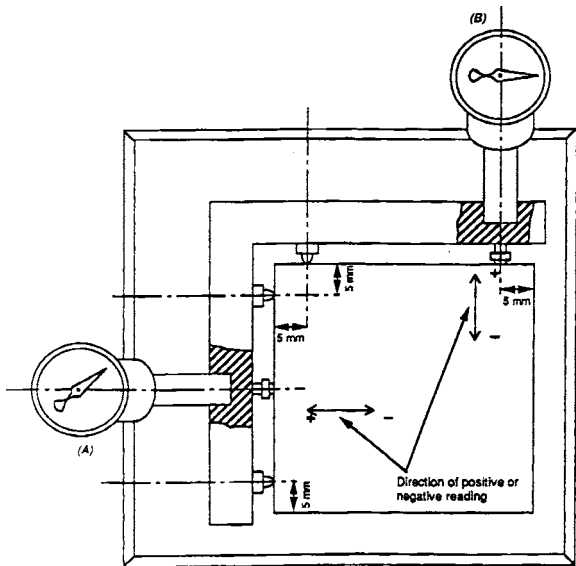 (B)
5 mm
+
5 mm
5 mm
−
(A)
+ −
Direction of positive or
negative reading
5 mm